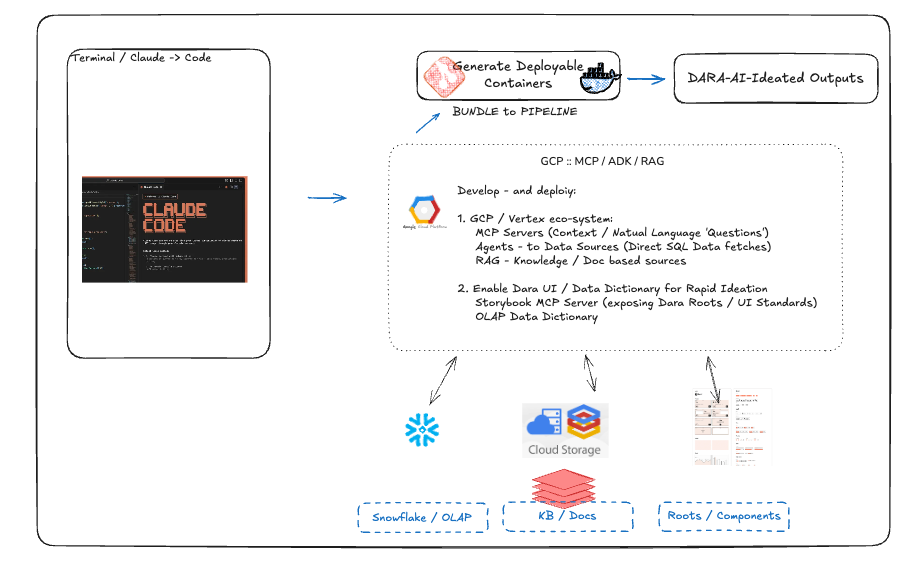 Terminal / Claude -> Code
CLAUDE
CODE
Generate Deployable
Containers
DARA-AI-Ideated Outputs
BUNDLE to PIPELINE
GCP :: MCP / ADK / RAG
Develop - and deploiy:
1. GCP / Vertex eco-system:
MCP Servers (Context / Natual Language 'Questions')
Agents - to Data Sources (Direct SQL Data fetches)
RAG - Knowledge / Doc based sources
2. Enable Dara UI / Data Dictionary for Rapid Ideation
Storybook MCP Server (exposing Dara Roots / UI Standards)
OLAP Data Dictionary
Google Cloud Platform
Cloud Storage
Snowflake / OLAP
KB / Docs
Roots / Components